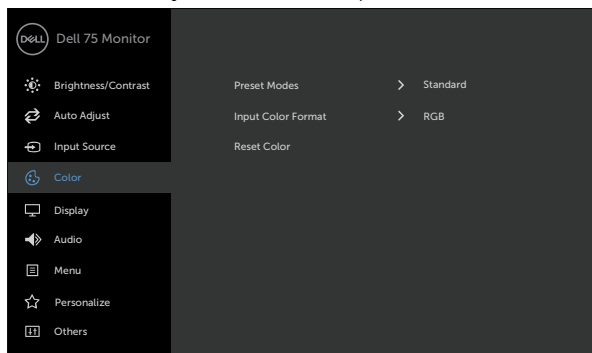 DELL Dell 75 Monitor
Brightness/Contrast
Auto Adjust
Input Source
Color
Display
Audio
Menu
Personalize
Others
Preset Modes > Standard
Input Color Format > RGB
Reset Color